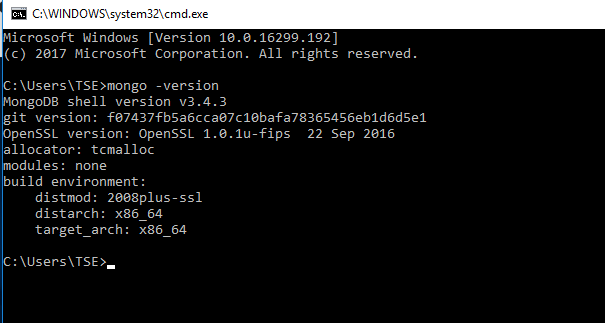 C:\WINDOWS\system32\cmd.exe
Microsoft Windows [Version 10.0.16299.192]
(c) 2017 Microsoft Corporation. All rights reserved.
C:\Users\TSE>mongo -version
MongoDB shell version v3.4.3
git version: f07437fb5a6cca07c10bafa78365456eb1d6d5e1
OpenSSL version: OpenSSL 1.0.1u-fips  22 Sep 2016
allocator: tcmalloc
modules: none
build environment:
    distmod: 2008plus-ssl
    distarch: x86_64
    target_arch: x86_64
C:\Users\TSE>